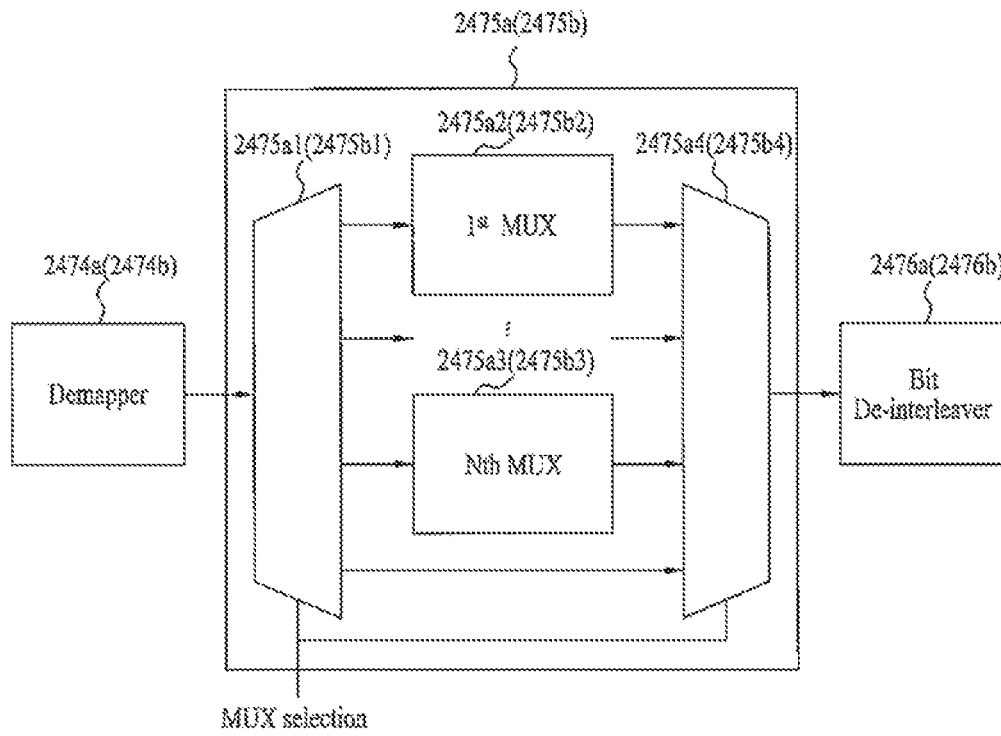 2475a(2475b)
2475a1(2475b1)
2475a2(2475b2)
2475a4(2475b4)
1st MUX
2474a(2474b)
2476a(2476b)
2475a3(2475b3)
Demapper
Bit
De-interleaver
Nth MUX
MUX selection